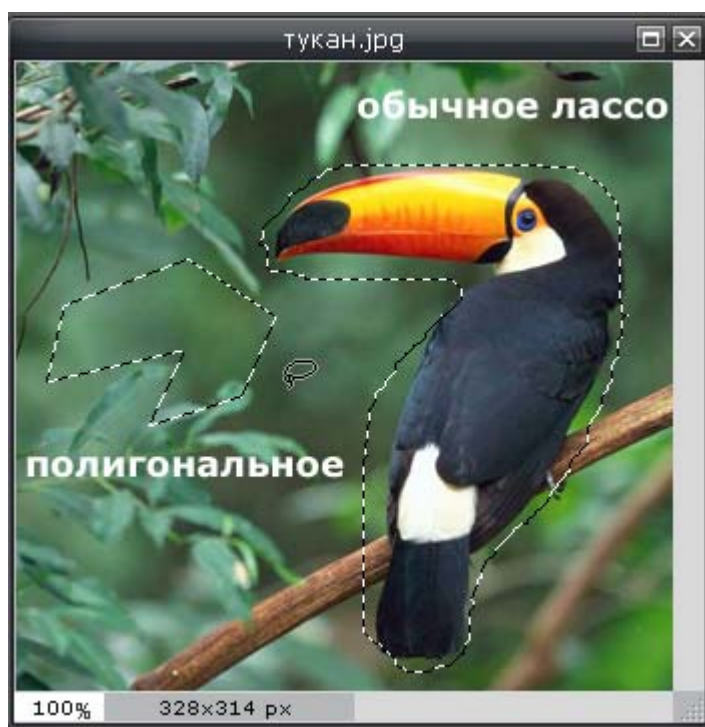 тукан.jpg
обычное лассо
полигональное
100%
328x314 px